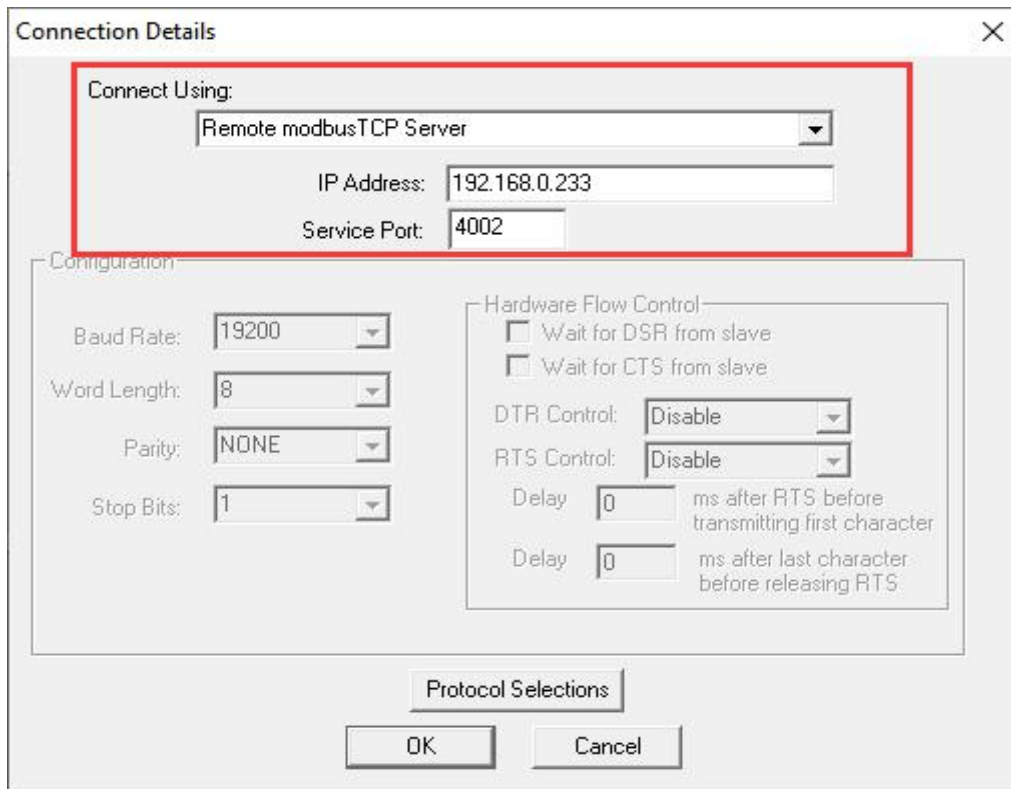 Connection Details
Connect Using:
Remote modbusTCP Server
IP Address: 192.168.0.233
Service Port: 4002
Configuration
Baud Rate: 19200
Word Length: 8
Parity: NONE
Stop Bits: 1
Hardware Flow Control
Wait for DSR from slave
Wait for CTS from slave
DTR Control: Disable
RTS Control: Disable
Delay 0 ms after RTS before
transmitting first character
Delay 0 ms after last character
before releasing RTS
Protocol Selections
OK Cancel